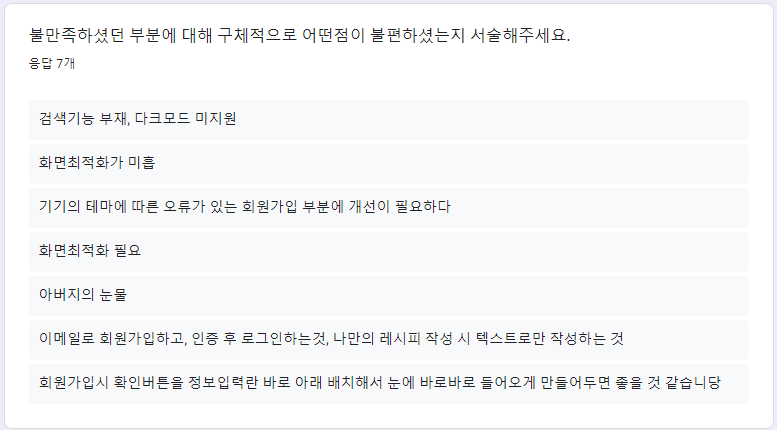 불만족하셨던 부분에 대해 구체적으로 어떤점이 불편하셨는지 서술해주세요.
응답 7개
검색기능 부재, 다크모드 미지원
화면최적화가 미흡
기기의 테마에 따른 오류가 있는 회원가입 부분에 개선이 필요하다
화면최적화 필요
아버지의 눈물
이메일로 회원가입하고, 인증 후 로그인하는것, 나만의 레시피 작성 시 텍스트로만 작성하는 것
회원가입시 확인버튼을 정보입력란 바로 아래 배치해서 눈에 바로바로 들어오게 만들어두면 좋을 것 같습니당